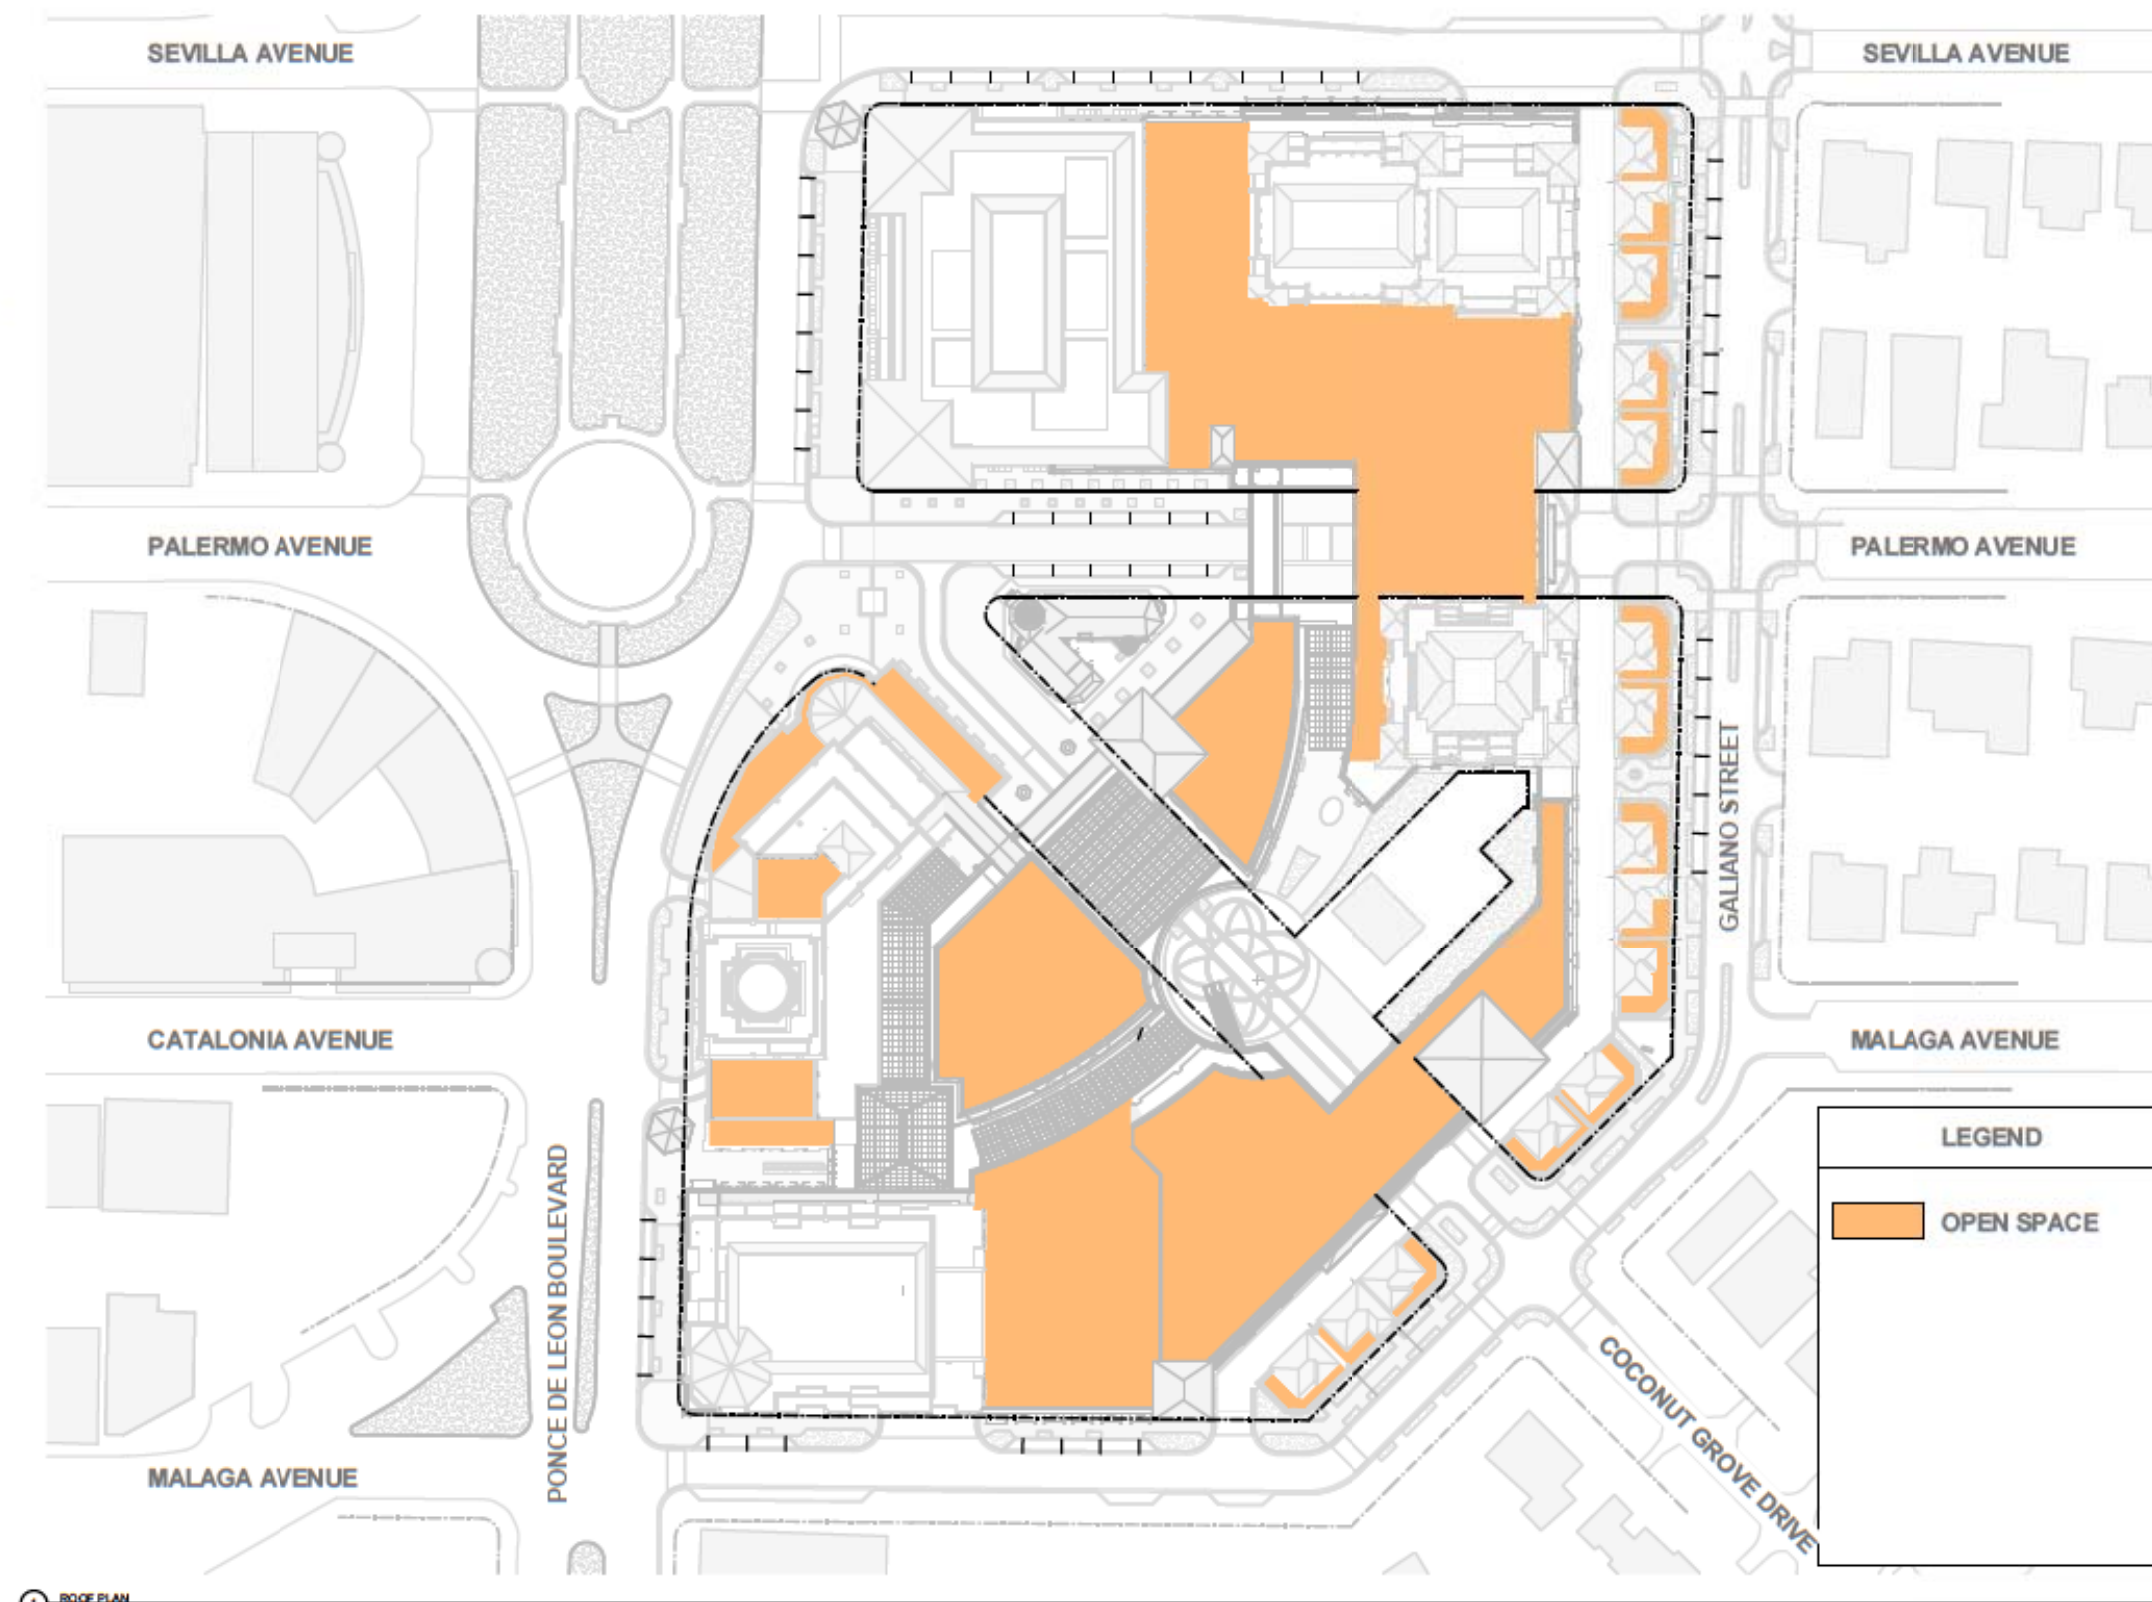 SEVILLA AVENUE
SEVILLA AVENUE
PALERMO AVENUE
PALERMO AVENUE
GALIANO STREET
CATALONIA AVENUE
MALAGA AVENUE
LEGEND
OPEN SPACE
PONCE DE LEON BOULEVARD
COCONUT GROVE DRIVE
MALAGA AVENUE
ROOF PLAN